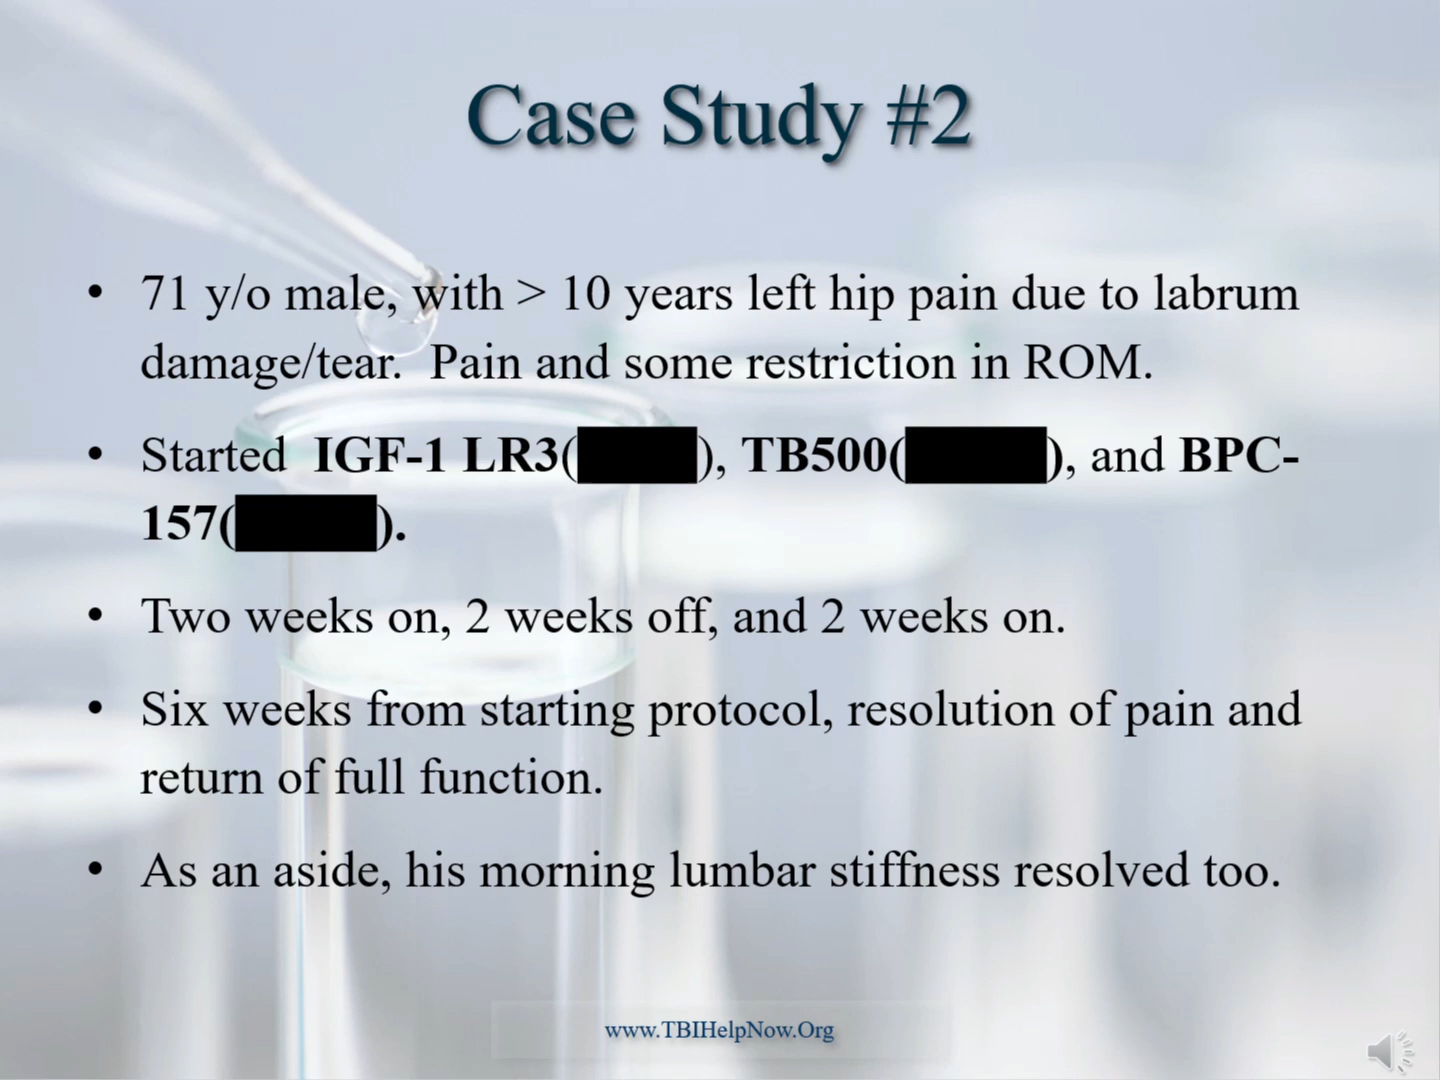 Case Study #2
• 71 y/o male, with > 10 years left hip pain due to labrum
damage/tear.  Pain and some restriction in ROM.
• Started  IGF-1 LR3(), TB500(), and BPC-
157().
• Two weeks on, 2 weeks off, and 2 weeks on.
• Six weeks from starting protocol, resolution of pain and
return of full function.
• As an aside, his morning lumbar stiffness resolved too.
www.TBIHelpNow.Org